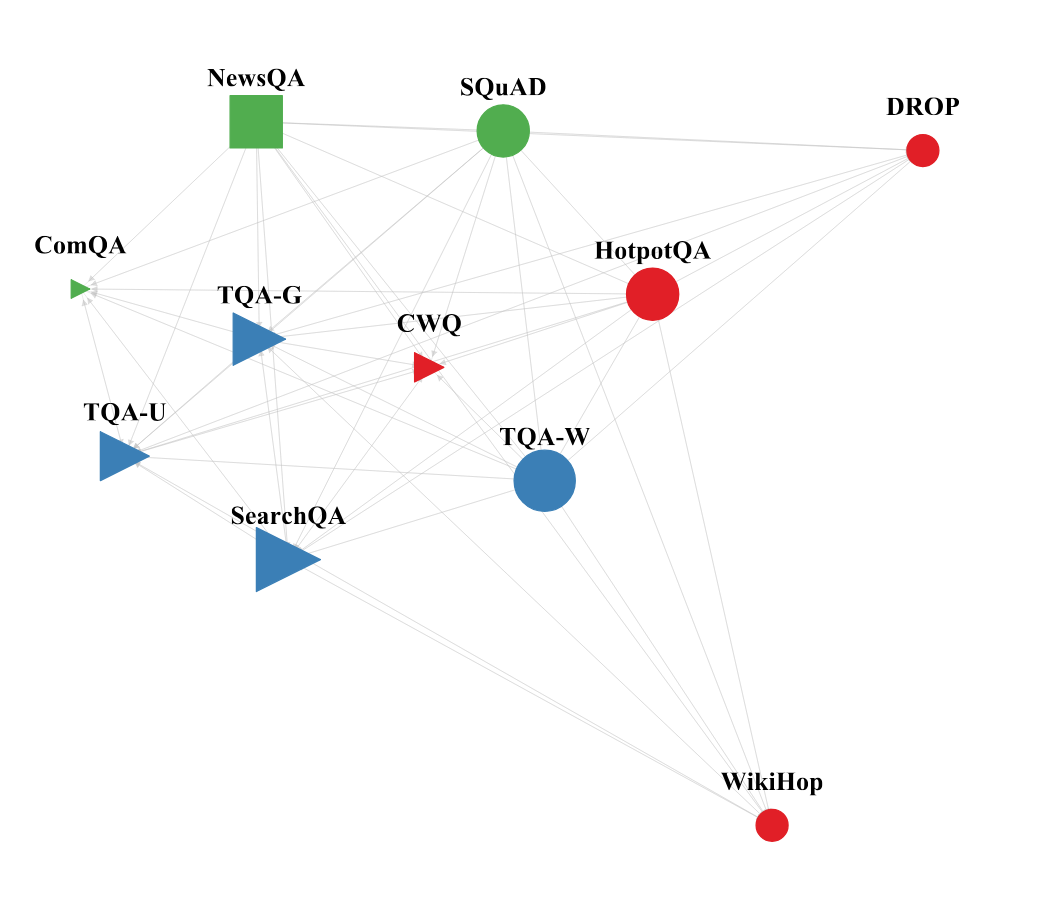 NewsQA
SQuAD
DROP
ComQA
HotpotQA
TQA-G
CWQ
TQA-U
TQA-W
SearchQA
WikiHop